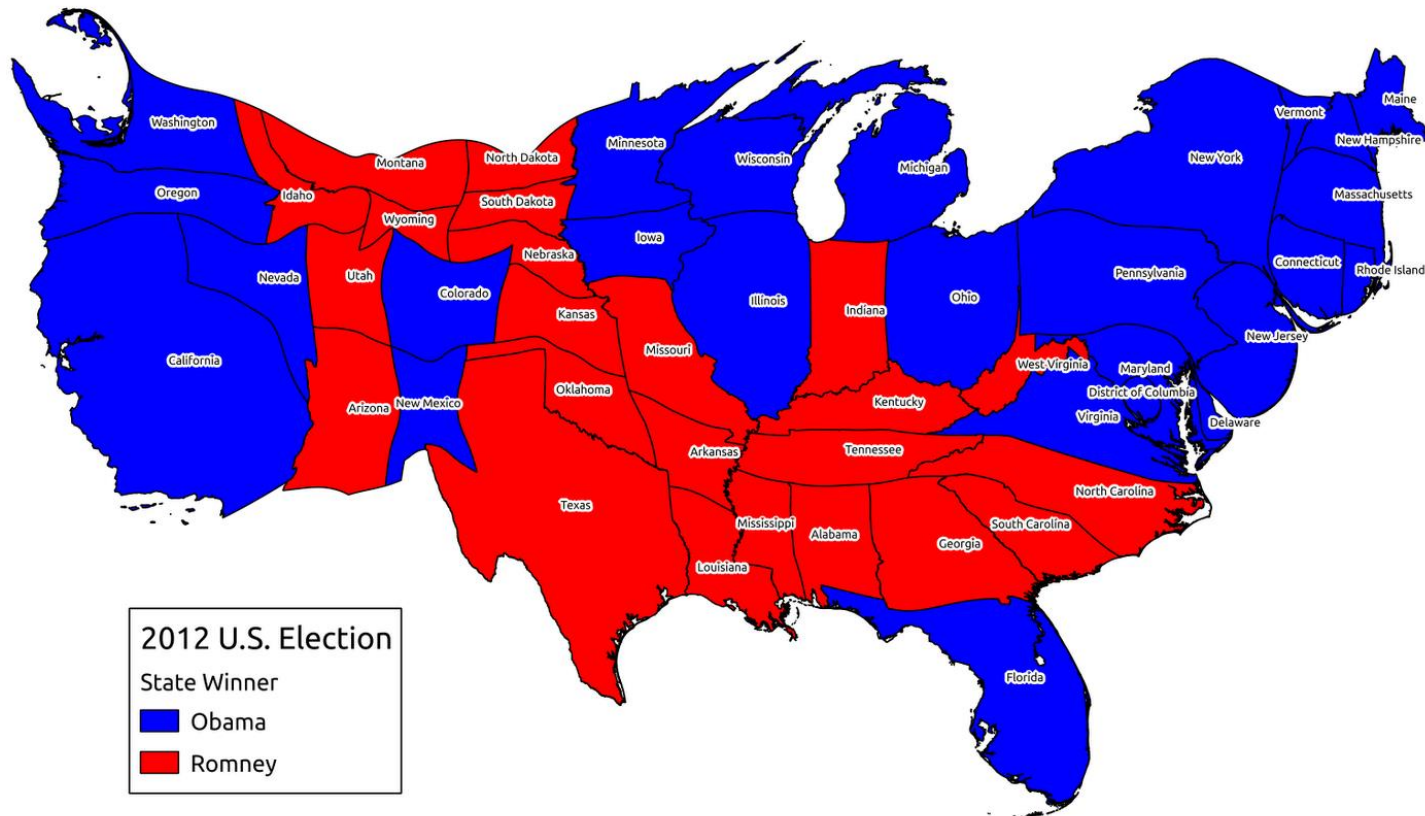 Maine
Vermont
Washington
New Hampshire
Minnesota
North Dakota
Wisconsin
New York
Montana
Michigan
Oregon
Idaho
South Dakota
Massachusetts
Wyoming
Iowa
Nebraska
Connecticut
Rhode Island
Nevada
Utah
Pennsylvania
Colorado
Illinois
Ohio
Kansas
Indiana
New Jersey
Missouri
California
West Virginia
Maryland
Oklahoma
District of Columbia
Kentucky
New Mexico
Arizona
Virginia
Delaware
Tennessee
Arkansas
North Carolina
Texas
Mississippi
South Carolina
Alabama
Georgia
Louisiana
Florida
2012 U.S. Election
State Winner
Obama
Romney